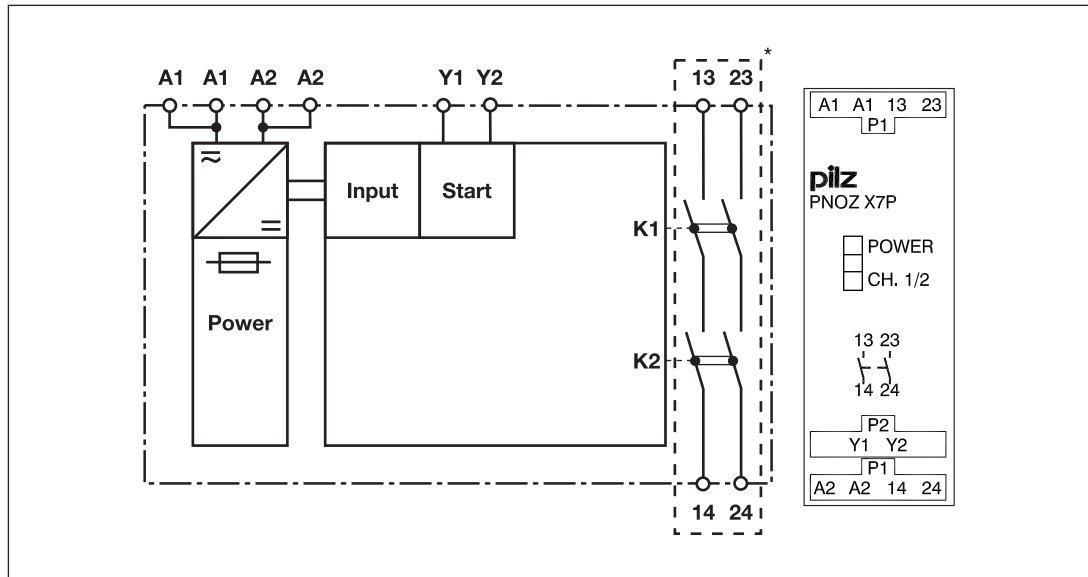 *
A1 A1 A2 A2 Y1 Y2 13 23
Input Start
Power
K1
K2
14 24
A1 A1 13 23
P1
pilz
PNOZ X7P
POWER
CH. 1/2
13 23
14 24
P2
Y1 Y2
P1
A2 A2 14 24